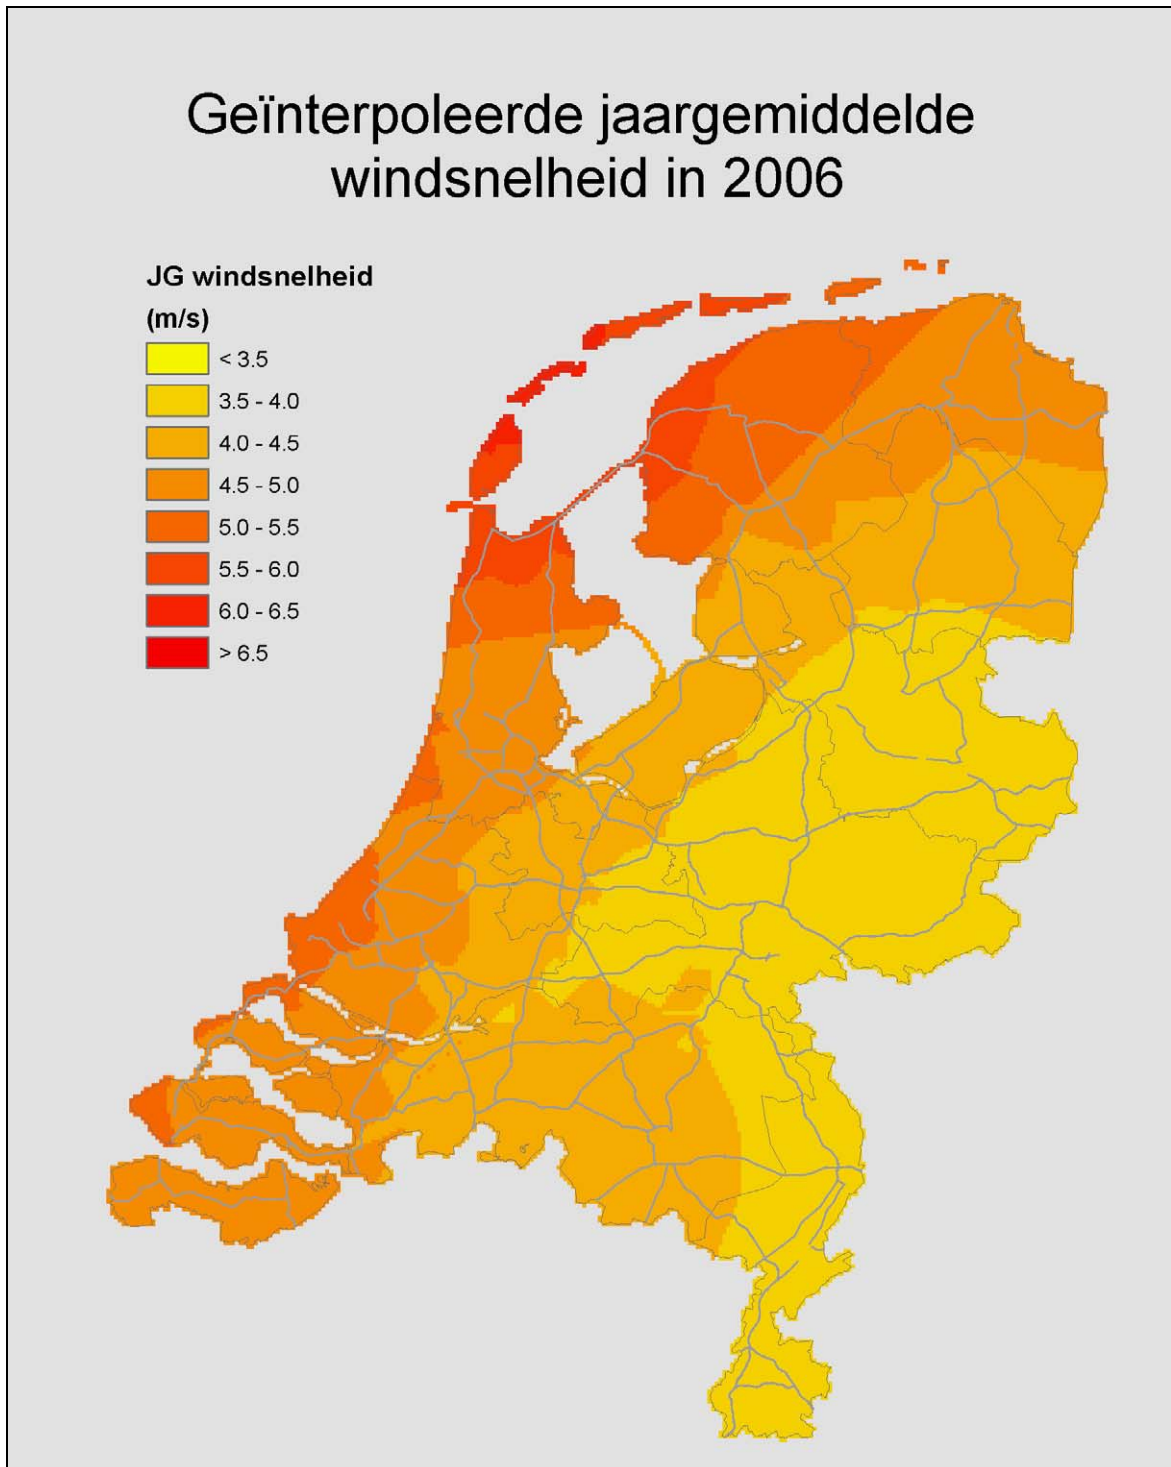 Geïnterpoleerde jaargemiddelde
windsnelheid in 2006
JG windsnelheid
(m/s)
< 3.5
3.5 - 4.0
4.0 - 4.5
4.5 - 5.0
5.0 - 5.5
5.5 - 6.0
6.0 - 6.5
> 6.5